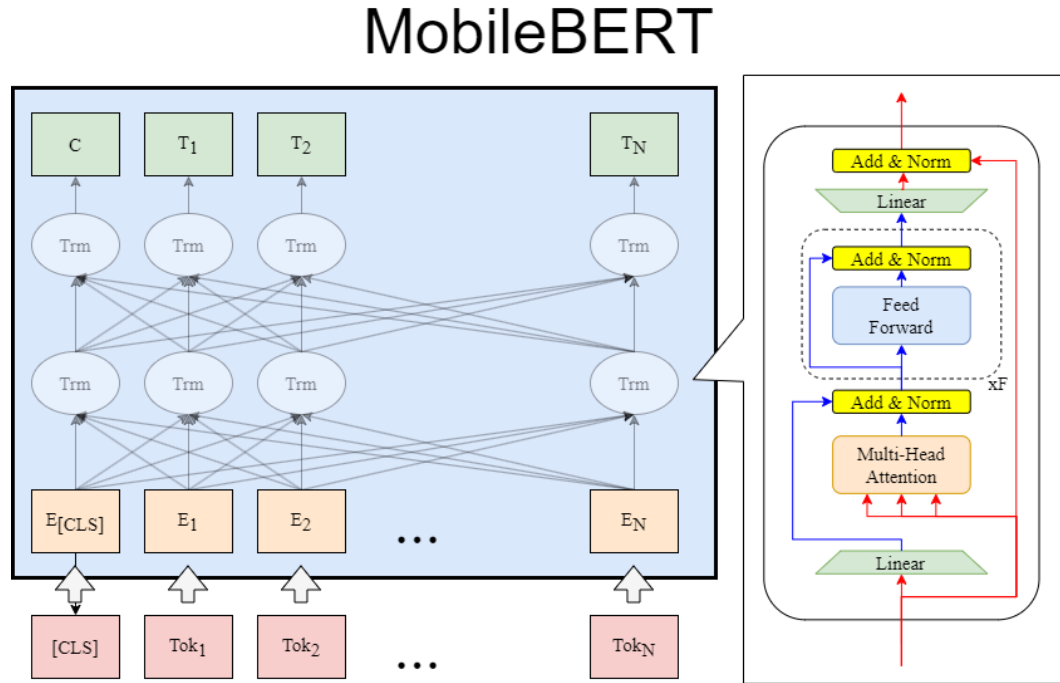 MobileBERT
C T1 T2 TN
Trm Trm Trm Trm
Trm Trm Trm Trm
E[CLS] E1 E2 ... EN
[CLS] Tok1 Tok2 ... TokN
Add & Norm
Linear
Add & Norm
Feed
Forward
xF
Add & Norm
Multi-Head
Attention
Linear